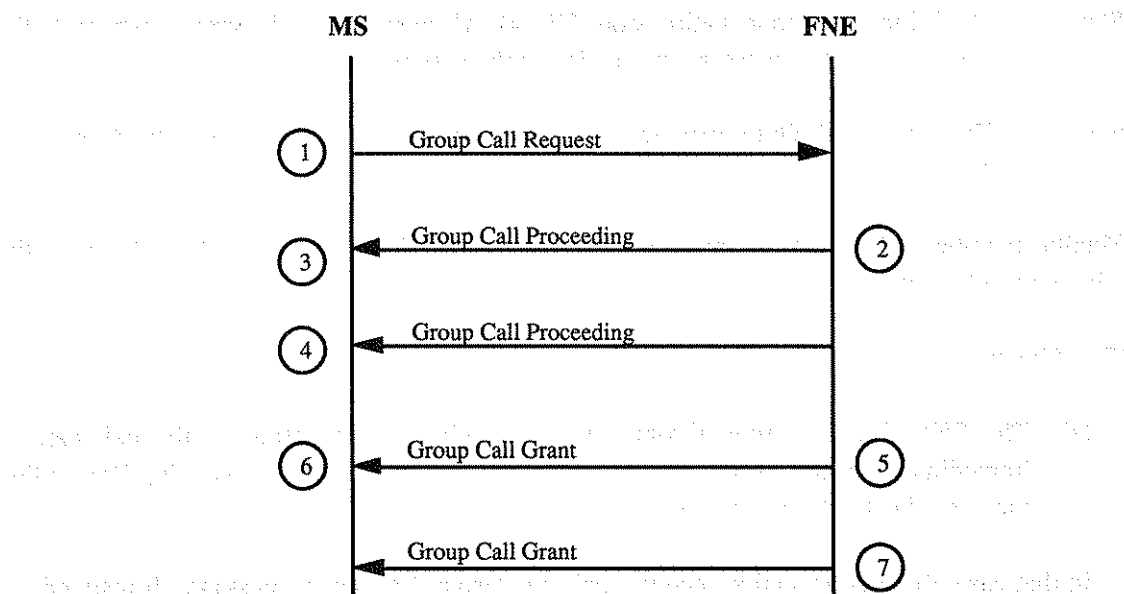 MS FNE
1 Group Call Request
Group Call Proceeding 2
3
Group Call Proceeding
4
Group Call Grant
6 5
Group Call Grant
7